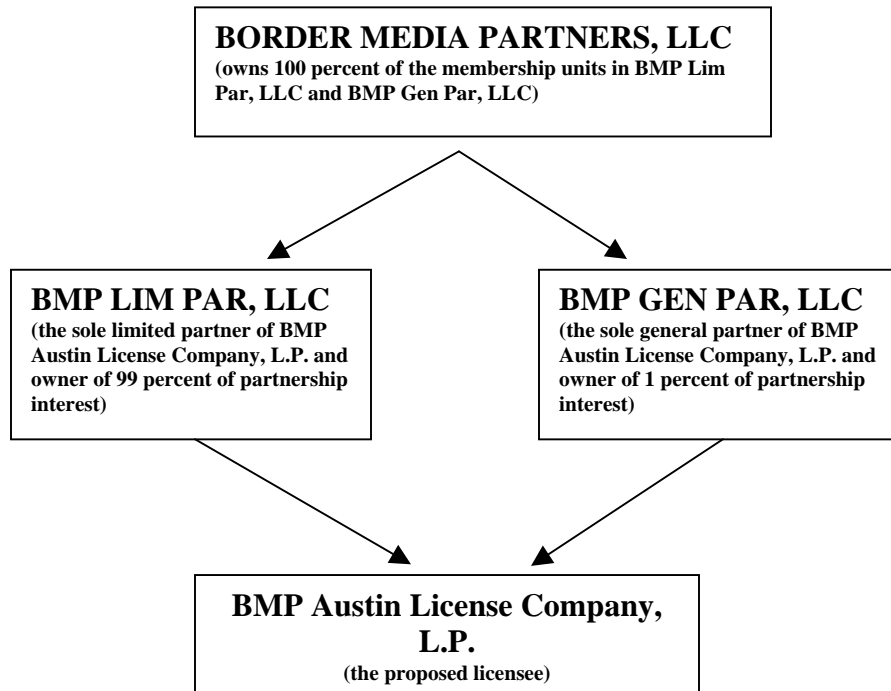 BORDER MEDIA PARTNERS, LLC
(owns 100 percent of the membership units in BMP Lim
Par, LLC and BMP Gen Par, LLC)
BMP LIM PAR, LLC
(the sole limited partner of BMP
Austin License Company, L.P. and
owner of 99 percent of partnership
interest)
BMP GEN PAR, LLC
(the sole general partner of BMP
Austin License Company, L.P. and
owner of 1 percent of partnership
interest)
BMP Austin License Company,
L.P.
(the proposed licensee)